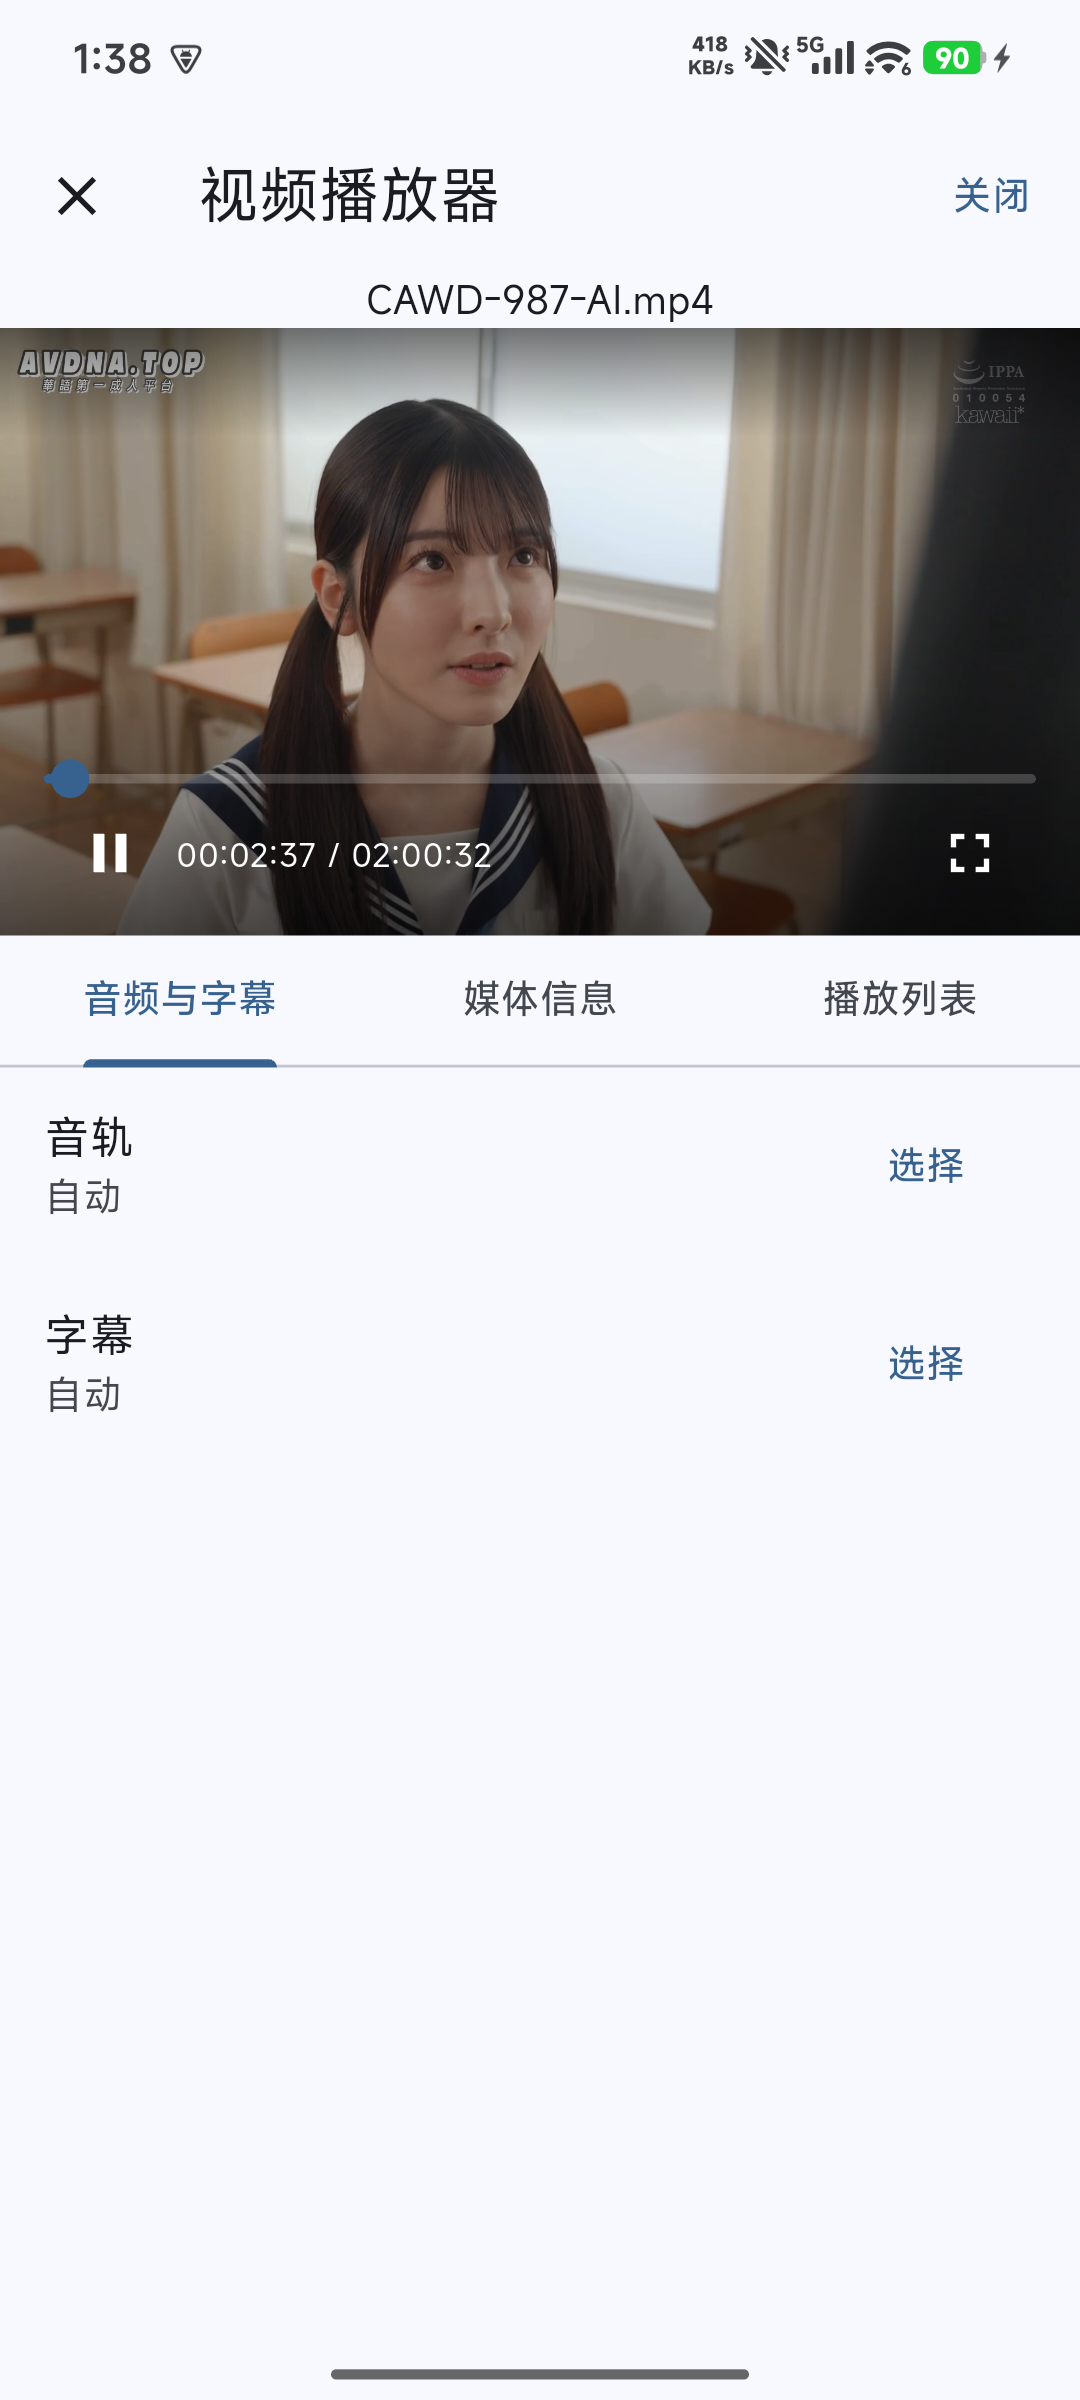 1:38
418 KB/s 5G 6 90
视频播放器
关闭
CAWD-987-AI.mp4
AVDNA.TOP
華語第一成人平台
IPPA
010054
kawaii*
00:02:37 / 02:00:32
音频与字幕
媒体信息
播放列表
音轨
自动
选择
字幕
自动
选择